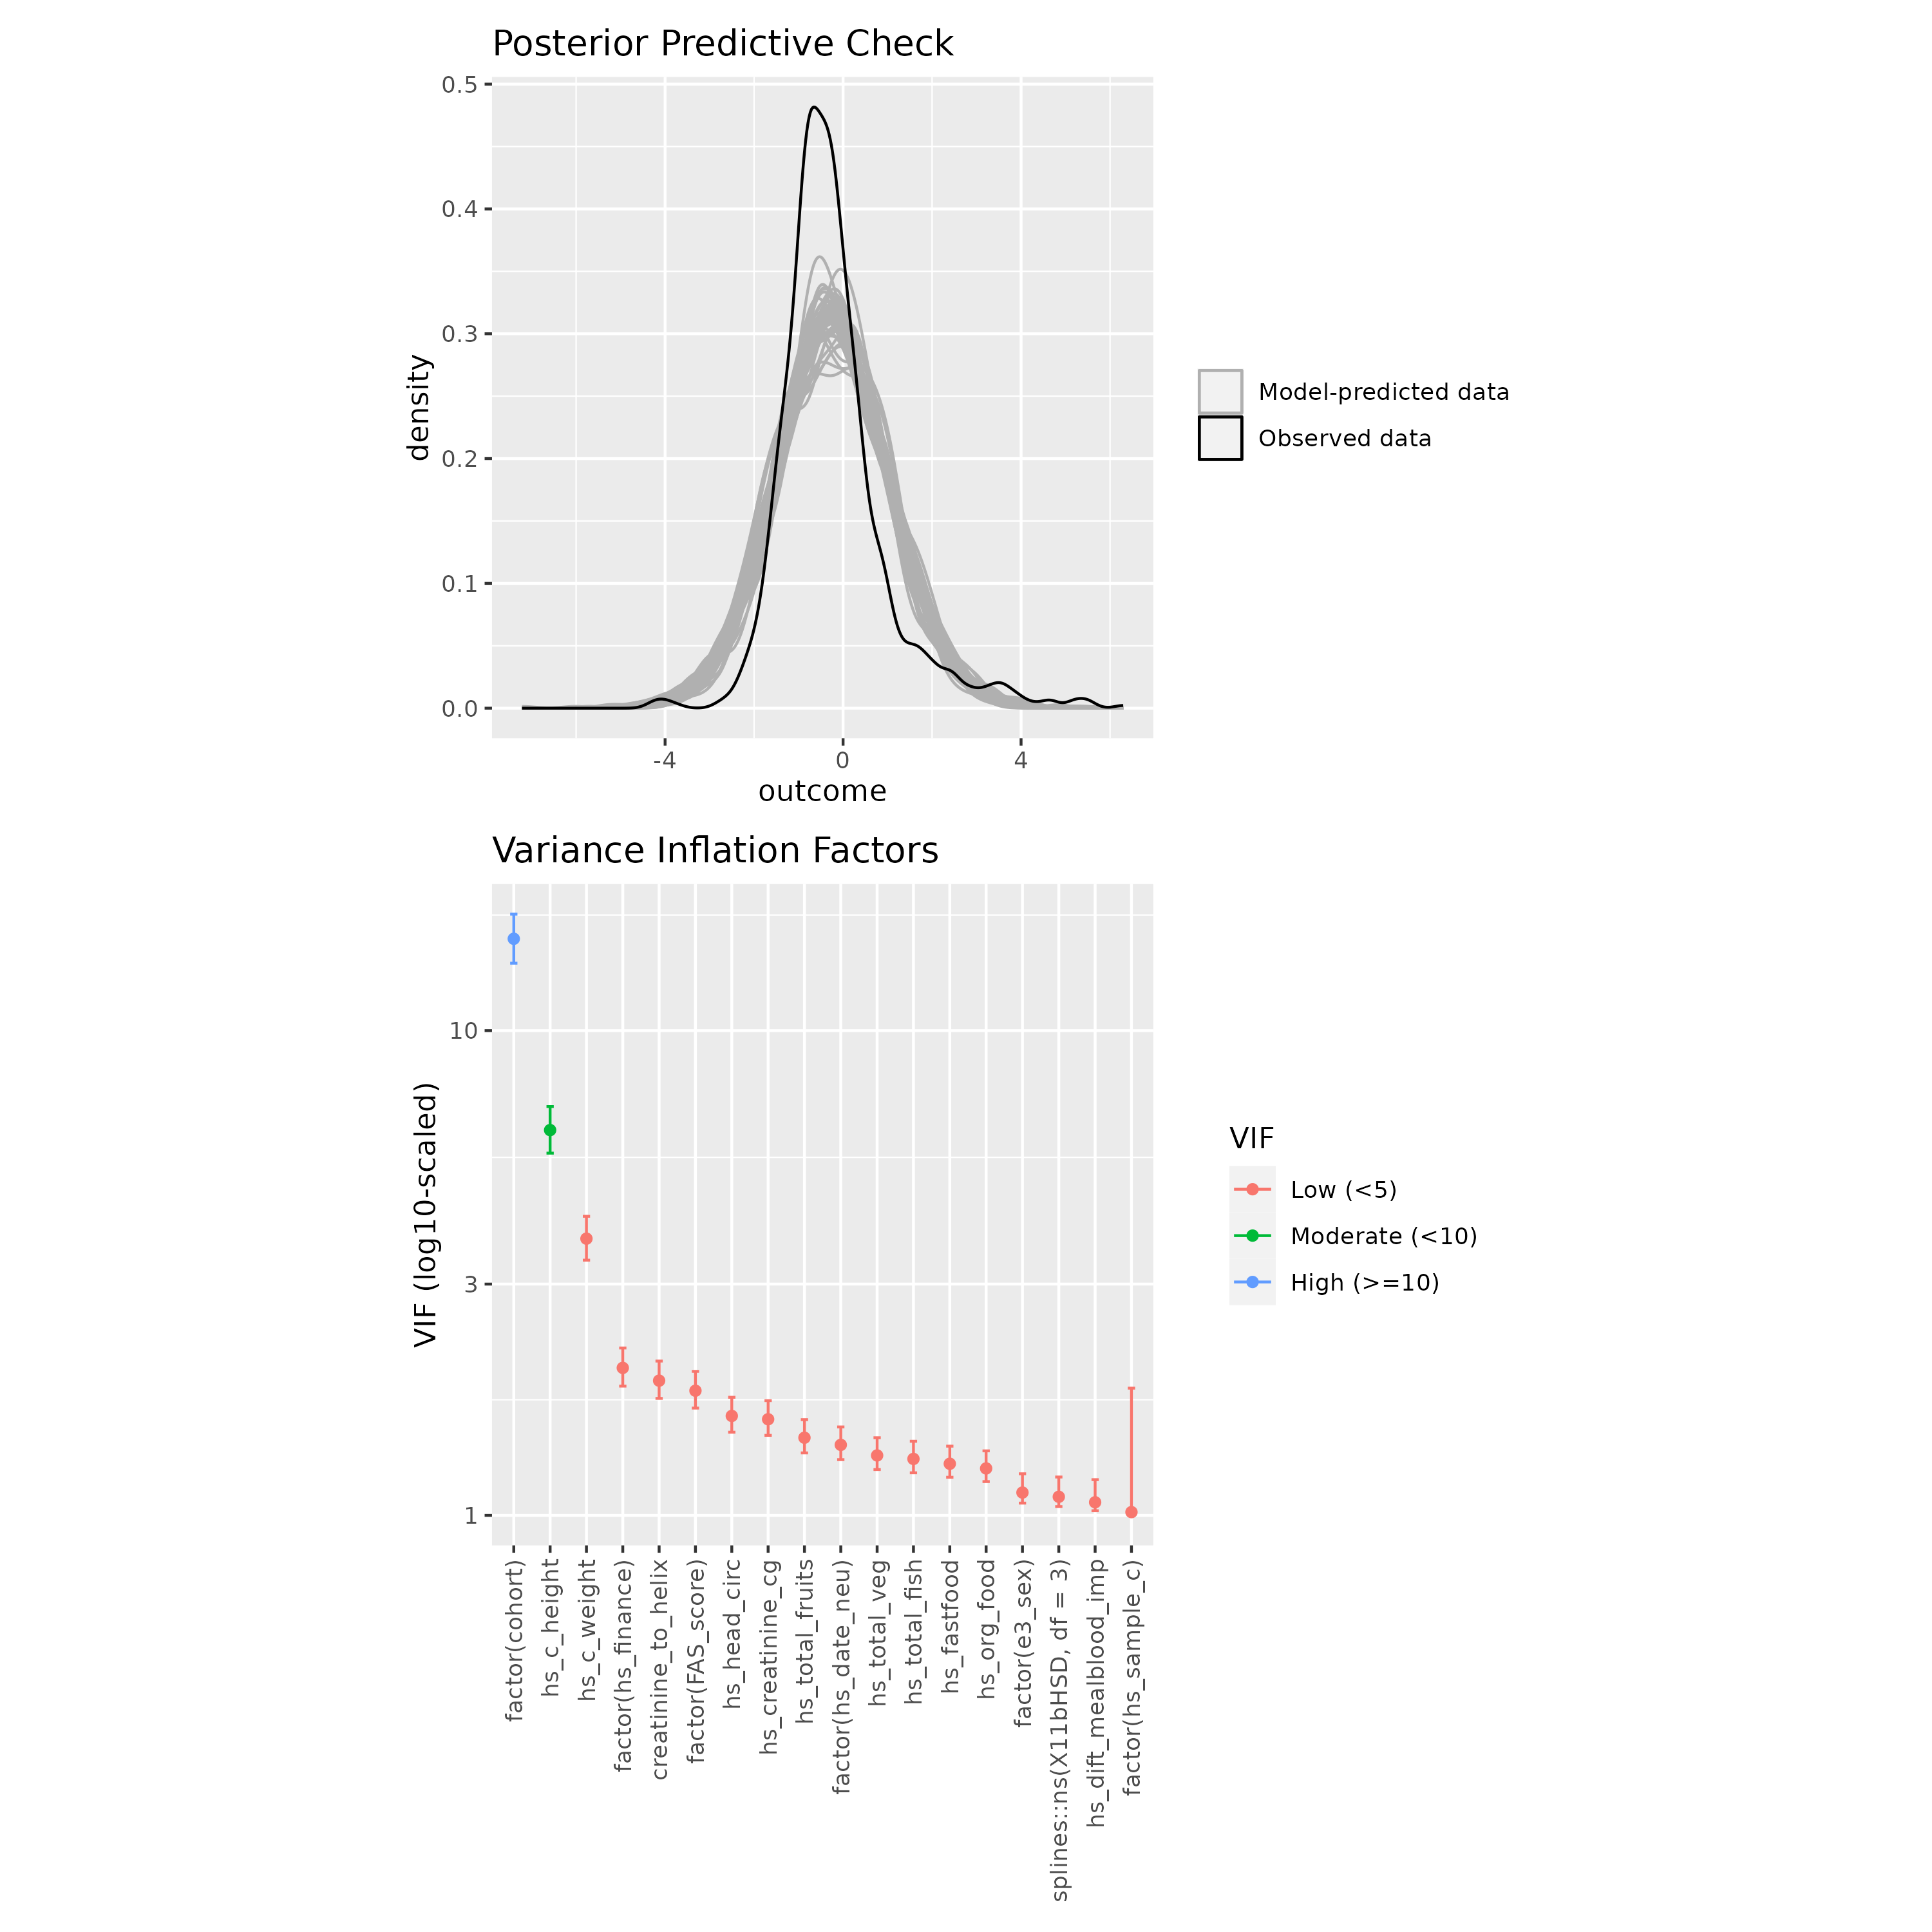 Posterior Predictive Check
0.5
0.4
0.3
0.2
0.1
0.0
density
-4
0
4
outcome
Model-predicted data
Observed data
Variance Inflation Factors
10
3
1
VIF (log10-scaled)
factor(cohort)
hs_c_height
hs_c_weight
factor(hs_finance)
creatinine_to_helix
factor(FAS_score)
hs_head_circ
hs_creatinine_cg
hs_total_fruits
factor(hs_date_neu)
hs_total_veg
hs_total_fish
hs_fastfood
hs_org_food
factor(e3_sex)
splines::ns(X11bHSD, df = 3)
hs_dift_mealblood_imp
factor(hs_sample_c)
VIF
Low (<5)
Moderate (<10)
High (>=10)